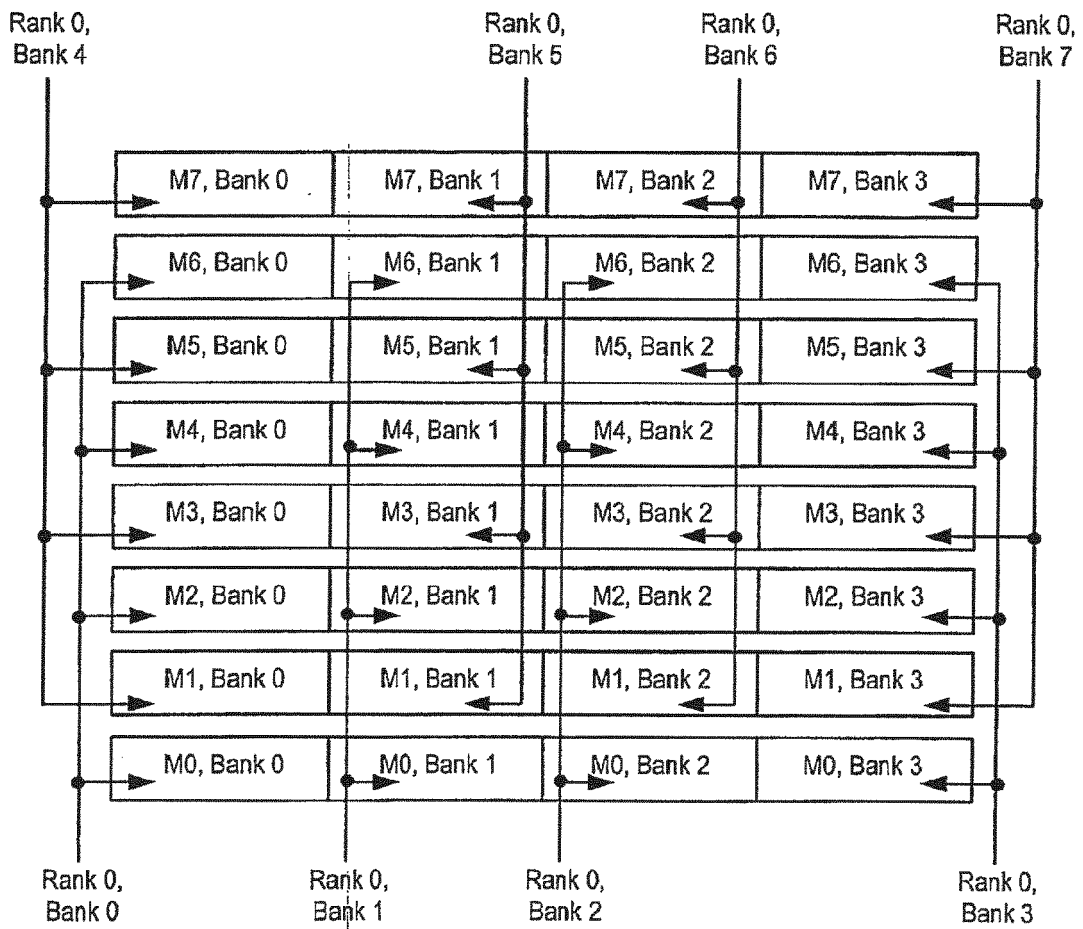 Rank 0,
Bank 4
Rank 0,
Bank 5
Rank 0,
Bank 6
Rank 0,
Bank 7
M7, Bank 0
M7, Bank 1
M7, Bank 2
M7, Bank 3
M6, Bank 0
M6, Bank 1
M6, Bank 2
M6, Bank 3
M5, Bank 0
M5, Bank 1
M5, Bank 2
M5, Bank 3
M4, Bank 0
M4, Bank 1
M4, Bank 2
M4, Bank 3
M3, Bank 0
M3, Bank 1
M3, Bank 2
M3, Bank 3
M2, Bank 0
M2, Bank 1
M2, Bank 2
M2, Bank 3
M1, Bank 0
M1, Bank 1
M1, Bank 2
M1, Bank 3
M0, Bank 0
M0, Bank 1
M0, Bank 2
M0, Bank 3
Rank 0,
Bank 0
Rank 0,
Bank 1
Rank 0,
Bank 2
Rank 0,
Bank 3